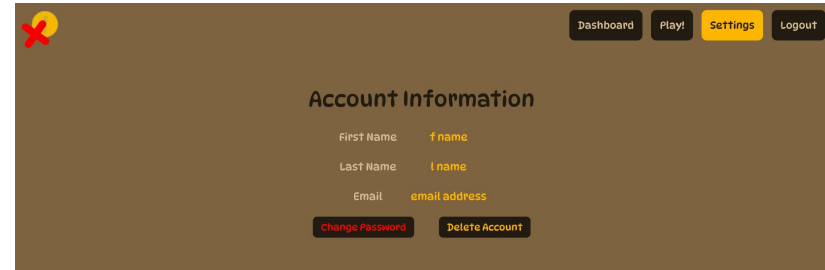 Dashboard Play! Settings Logout
Account Information
First Name f name
Last Name l name
Email email address
Change Password Delete Account